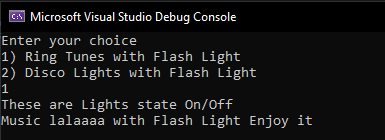 Microsoft Visual Studio Debug Console
Enter your choice
1) Ring Tunes with Flash Light
2) Disco Lights with Flash Light
1
These are Lights state On/Off
Music lalaaaa with Flash Light Enjoy it